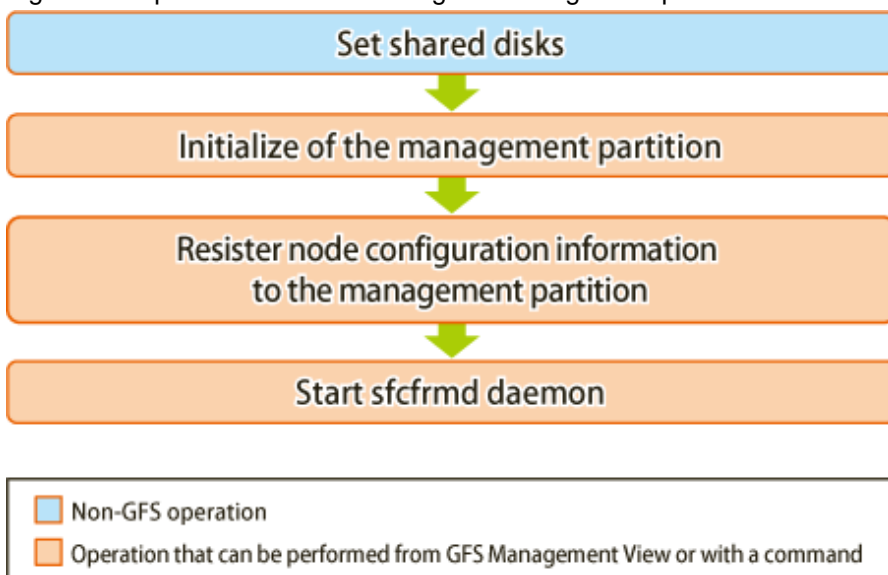 Set shared disks
Initialize of the management partition
Resister node configuration information
to the management partition
Start sfcfrmd daemon
Non-GFS operation
Operation that can be performed from GFS Management View or with a command